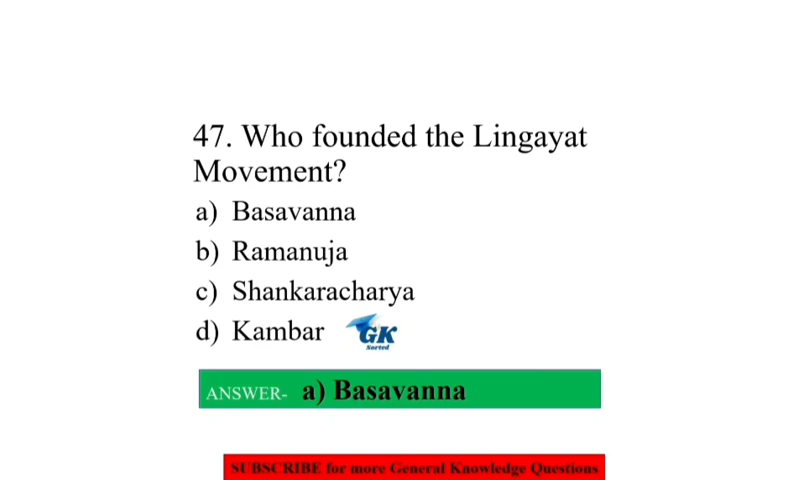 47. Who founded the Lingayat
Movement?
a) Basavanna
b) Ramanuja
c) Shankaracharya
d) Kambar
GK
Sorted
ANSWER- a) Basavanna
SUBSCRIBE for more General Knowledge Questions